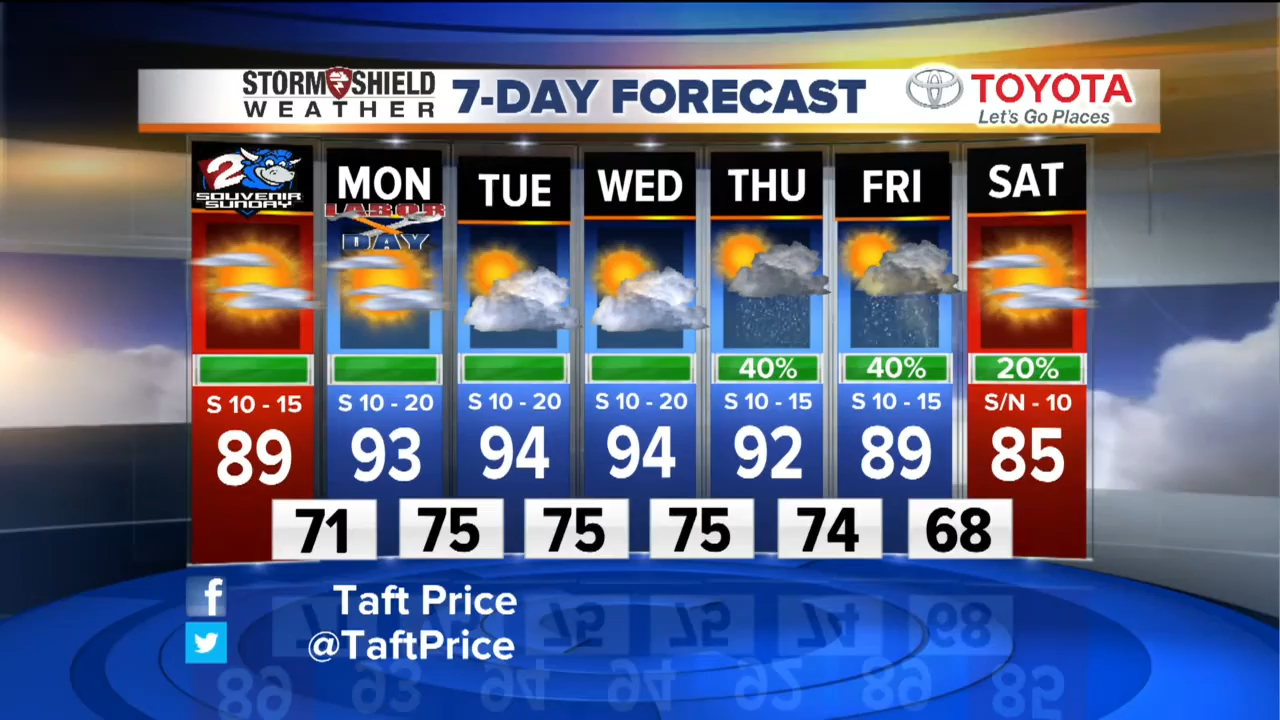 STORM SHIELD
WEATHER
7-DAY FORECAST
TOYOTA
Let's Go Places
2
SOUVENIR
SUNDAY
MON
LABOR
DAY
TUE
WED
THU
FRI
SAT
40%
40%
20%
S 10 - 15
S 10 - 20
S 10 - 20
S 10 - 20
S 10 - 15
S 10 - 15
S/N - 10
89
93
94
94
92
89
85
71
75
75
75
74
68
f
Taft Price
@TaftPrice